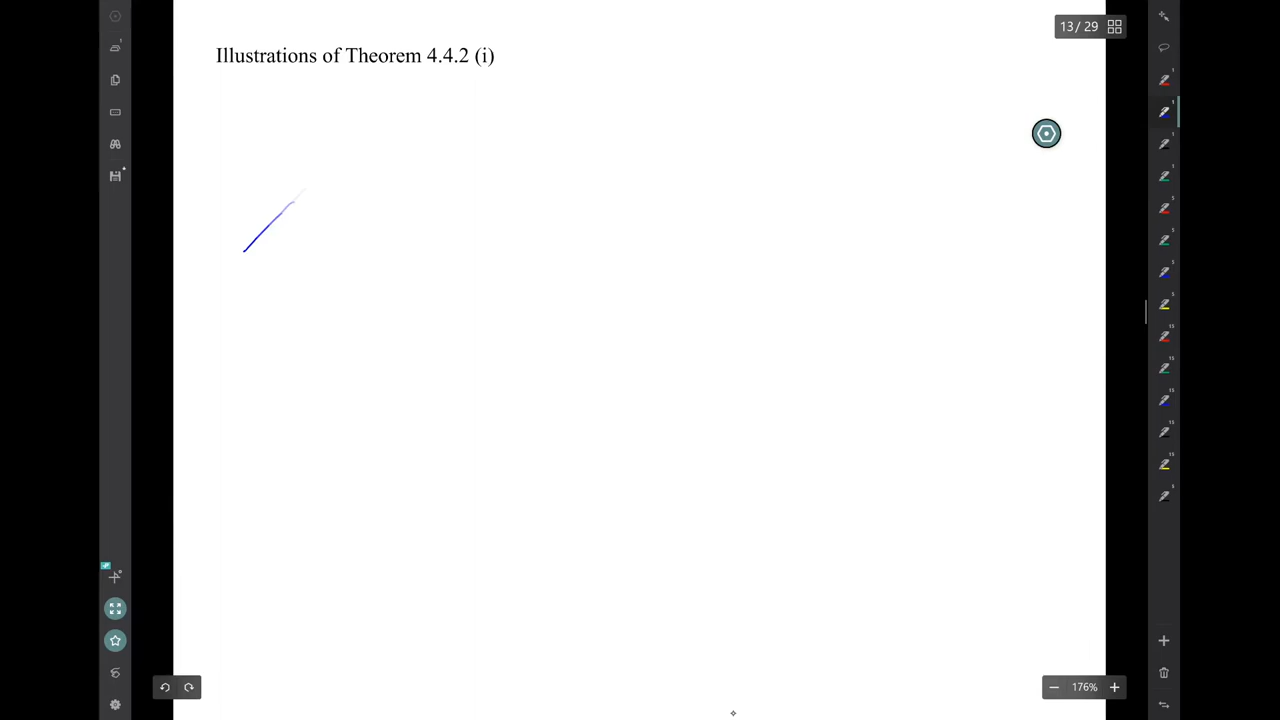 13 / 29
Illustrations of Theorem 4.4.2 (i)
176%